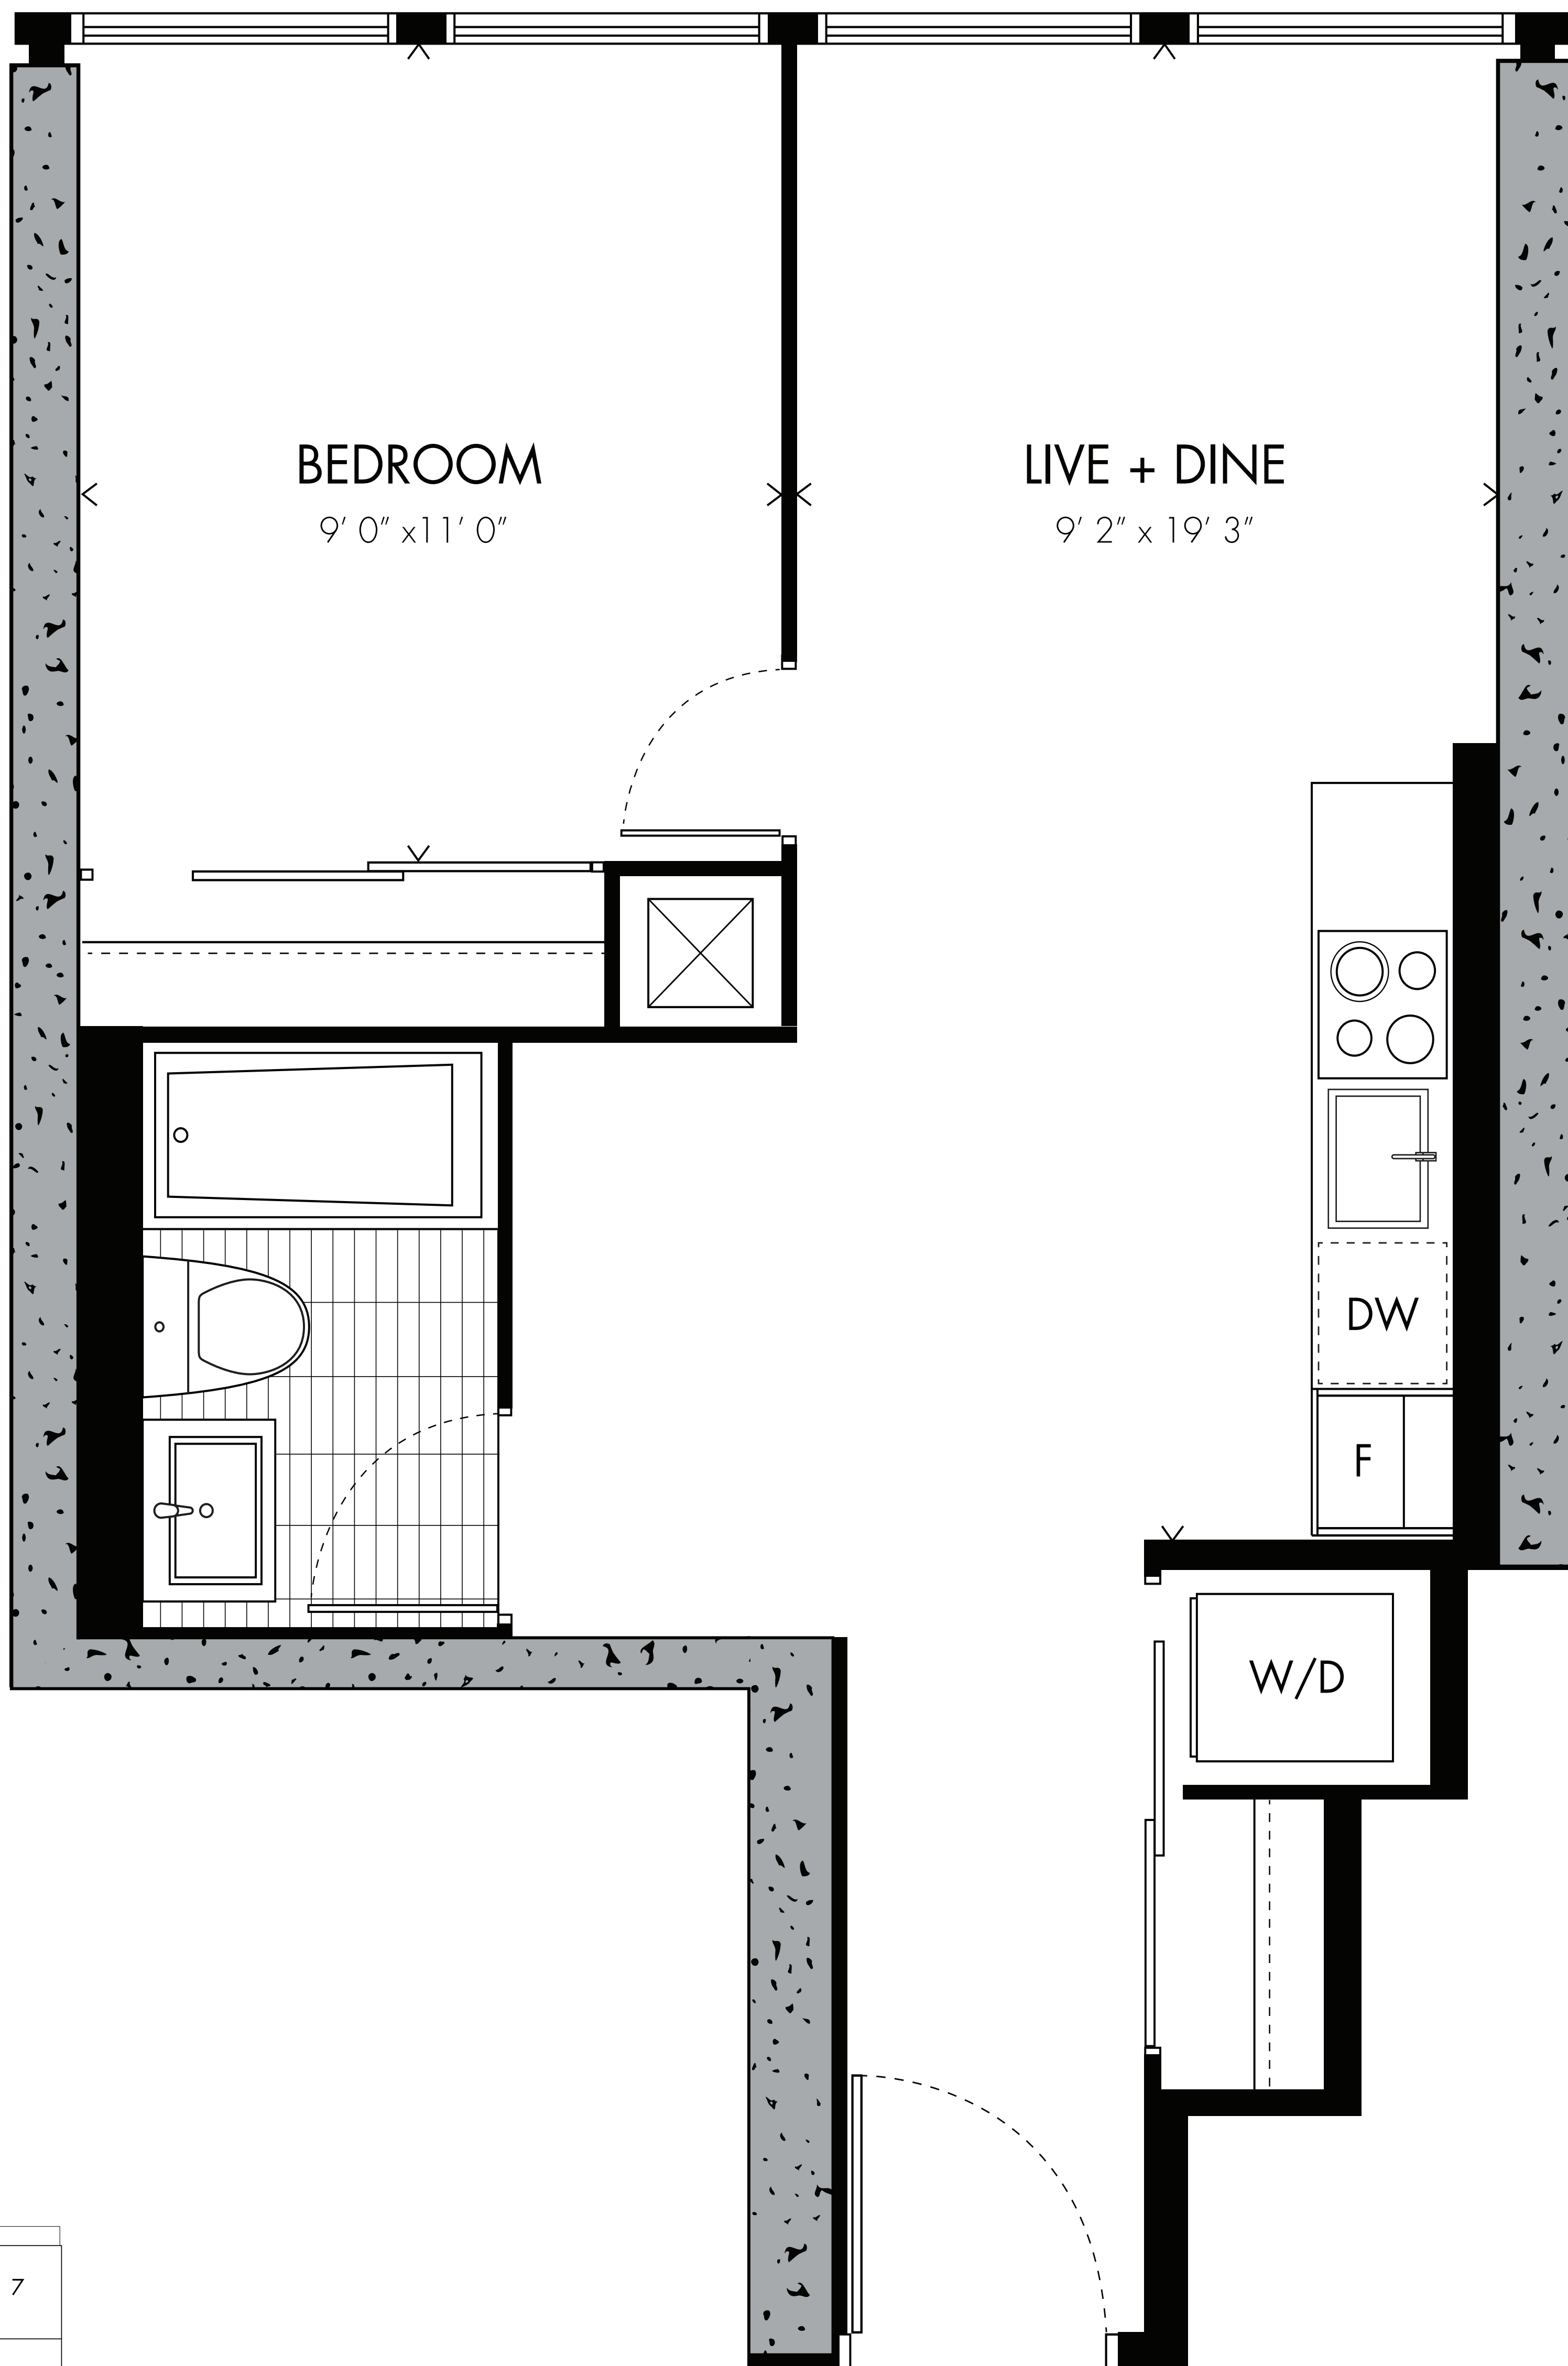 BEDROOM
9' 0" x11' 0"
LIVE + DINE
9' 2" x 19' 3"
DW
F
W/D
7